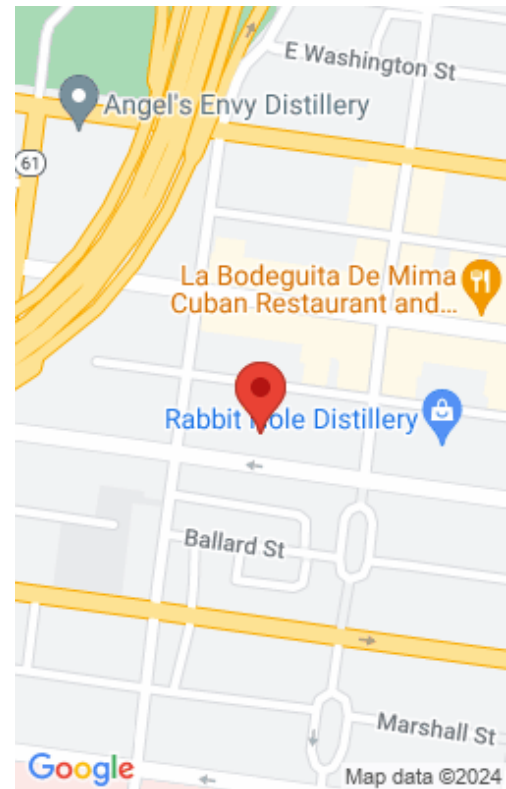 E Washington St
Angel's Envy Distillery
61
La Bodeguita De Mima
Cuban Restaurant and...
Rabbit Hole Distillery
Ballard St
Marshall St
Google
Map data ©2024